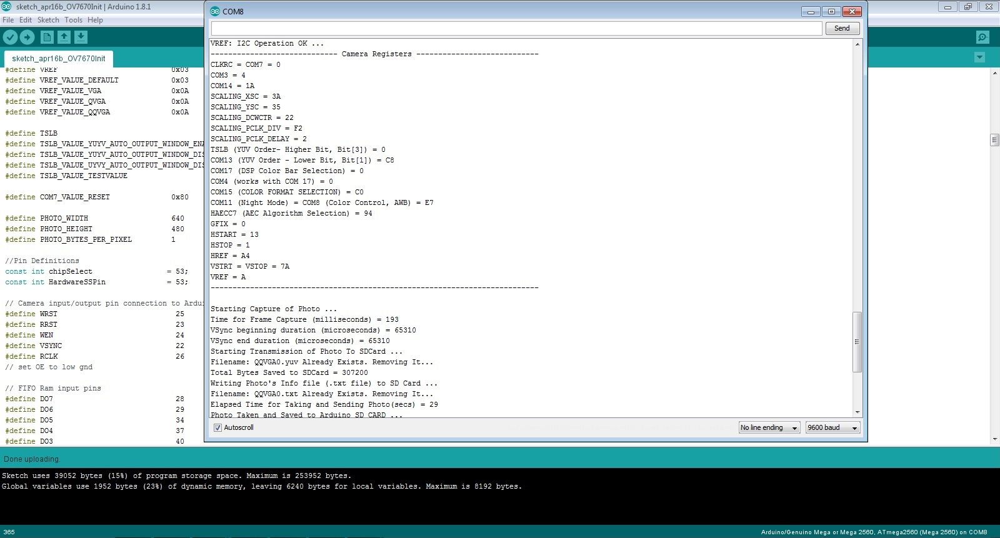 sketch_apr16b_OV7670Init | Arduino 1.8.1
File Edit Sketch Tools Help
sketch_apr16b_OV7670Init
#define VREF 0x03
#define VREF_VALUE_DEFAULT 0x03
#define VREF_VALUE_VGA 0x0A
#define VREF_VALUE_QVGA 0x0A
#define VREF_VALUE_QQVGA 0x0A
#define TSLB
#define TSLB_VALUE_YUYV_AUTO_OUTPUT_WINDOW_ENA
#define TSLB_VALUE_YUYV_AUTO_OUTPUT_WINDOW_DIS
#define TSLB_VALUE_UYVY_AUTO_OUTPUT_WINDOW_DIS
#define TSLB_VALUE_TESTVALUE
#define COM7_VALUE_RESET 0x80
#define PHOTO_WIDTH 640
#define PHOTO_HEIGHT 480
#define PHOTO_BYTES_PER_PIXEL 1
//Pin Definitions
const int chipSelect = 53;
const int HardwareSSPin = 53;
// Camera input/output pin connection to Ardui
#define WRST 25
#define RRST 23
#define WEN 24
#define VSYNC 22
#define RCLK 26
// set OE to low gnd
// FIFO Ram input pins
#define DO7 28
#define DO6 29
#define DO5 34
#define DO4 37
#define DO3 40
COM8
Send
VREF: I2C Operation OK ...
----------------------------- Camera Registers ----------------------------
CLKRC = COM7 = 0
COM3 = 4
COM14 = 1A
SCALING_XSC = 3A
SCALING_YSC = 35
SCALING_DCWCTR = 22
SCALING_PCLK_DIV = F2
SCALING_PCLK_DELAY = 2
TSLB (YUV Order- Higher Bit, Bit[3]) = 0
COM13 (YUV Order - Lower Bit, Bit[1]) = C8
COM17 (DSP Color Bar Selection) = 0
COM4 (works with COM 17) = 0
COM15 (COLOR FORMAT SELECTION) = C0
COM11 (Night Mode) = COM8 (Color Control, AWB) = E7
HAECC7 (AEC Algorithm Selection) = 94
GFIX = 0
HSTART = 13
HSTOP = 1
HREF = A4
VSTRT = VSTOP = 7A
VREF = A
---------------------------------------------------------------------------
Starting Capture of Photo ...
Time for Frame Capture (milliseconds) = 193
VSync beginning duration (microseconds) = 65310
VSync end duration (microseconds) = 65310
Starting Transmission of Photo To SDCard ...
Filename: QQVGA0.yuv Already Exists. Removing It...
Total Bytes Saved to SDCard = 307200
Writing Photo's Info file (.txt file) to SD Card ...
Filename: QQVGA0.txt Already Exists. Removing It...
Elapsed Time for Taking and Sending Photo(secs) = 29
Photo Taken and Saved to Arduino SD CARD ...
Autoscroll
No line ending
9600 baud
Done uploading.
Sketch uses 39052 bytes (15%) of program storage space. Maximum is 253952 bytes.
Global variables use 1952 bytes (23%) of dynamic memory, leaving 6240 bytes for local variables. Maximum is 8192 bytes.
365
Arduino/Genuino Mega or Mega 2560, ATmega2560 (Mega 2560) on COM8